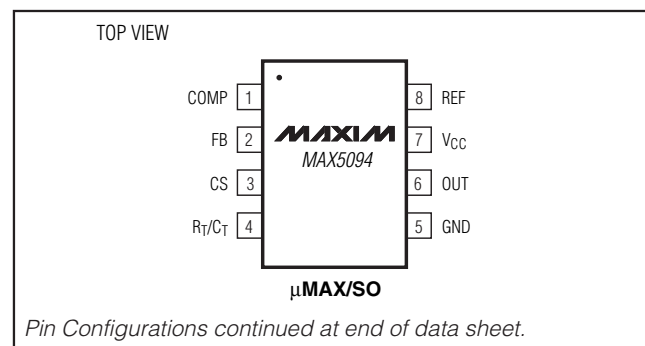 TOP VIEW
COMP 1
FB 2
CS 3
RT/CT 4
MAXIM
MAX5094
8 REF
7 VCC
6 OUT
5 GND
µMAX/SO
Pin Configurations continued at end of data sheet.